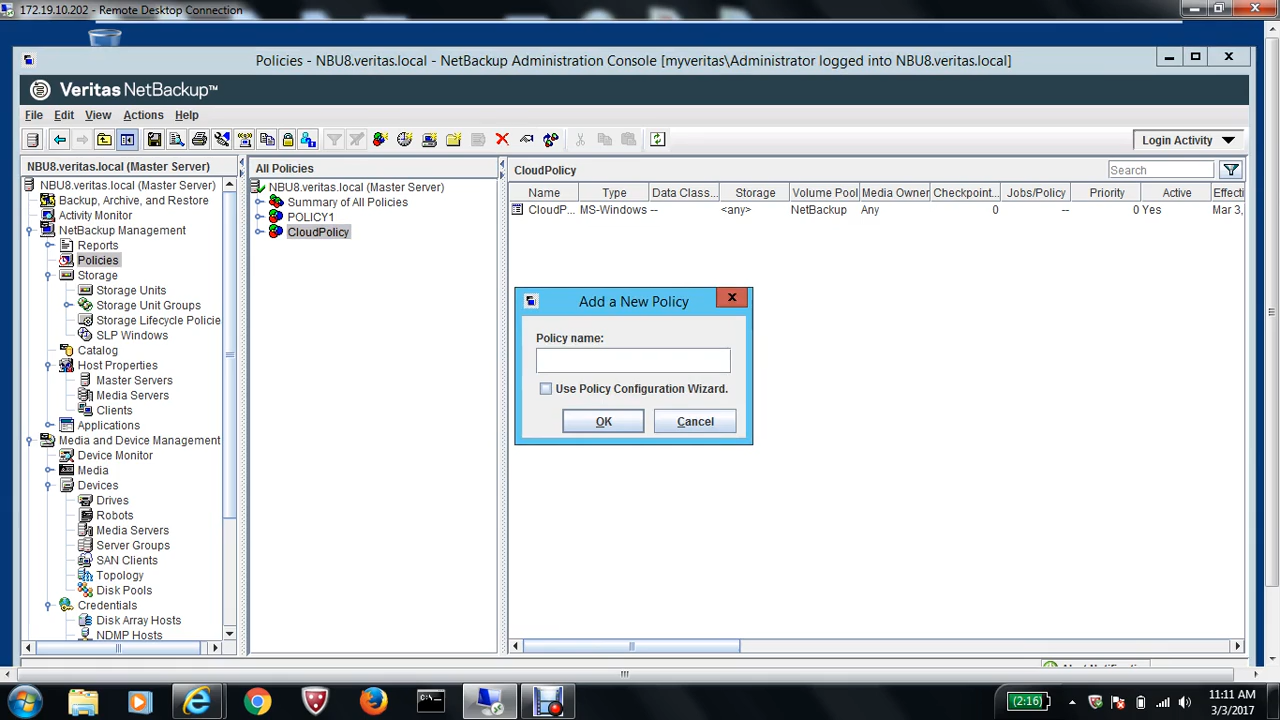 172.19.10.202 - Remote Desktop Connection
Policies - NBU8.veritas.local - NetBackup Administration Console [myveritas\Administrator logged into NBU8.veritas.local]
Veritas NetBackup™
File Edit View Actions Help
Login Activity
NBU8.veritas.local (Master Server)
NBU8.veritas.local (Master Server)
Backup, Archive, and Restore
Activity Monitor
NetBackup Management
Reports
Policies
Storage
Storage Units
Storage Unit Groups
Storage Lifecycle Policie
SLP Windows
Catalog
Host Properties
Master Servers
Media Servers
Clients
Applications
Media and Device Management
Device Monitor
Media
Devices
Drives
Robots
Media Servers
Server Groups
SAN Clients
Topology
Disk Pools
Credentials
Disk Array Hosts
NDMP Hosts
All Policies
NBU8.veritas.local (Master Server)
Summary of All Policies
POLICY1
CloudPolicy
CloudPolicy
Search
Name Type Data Class... Storage Volume Pool Media Owner Checkpoint... Jobs/Policy Priority Active Effecti
CloudP... MS-Windows -- <any> NetBackup Any 0 -- 0 Yes Mar 3,
Add a New Policy
Policy name:
Use Policy Configuration Wizard.
OK Cancel
(2:16)
11:11 AM
3/3/2017